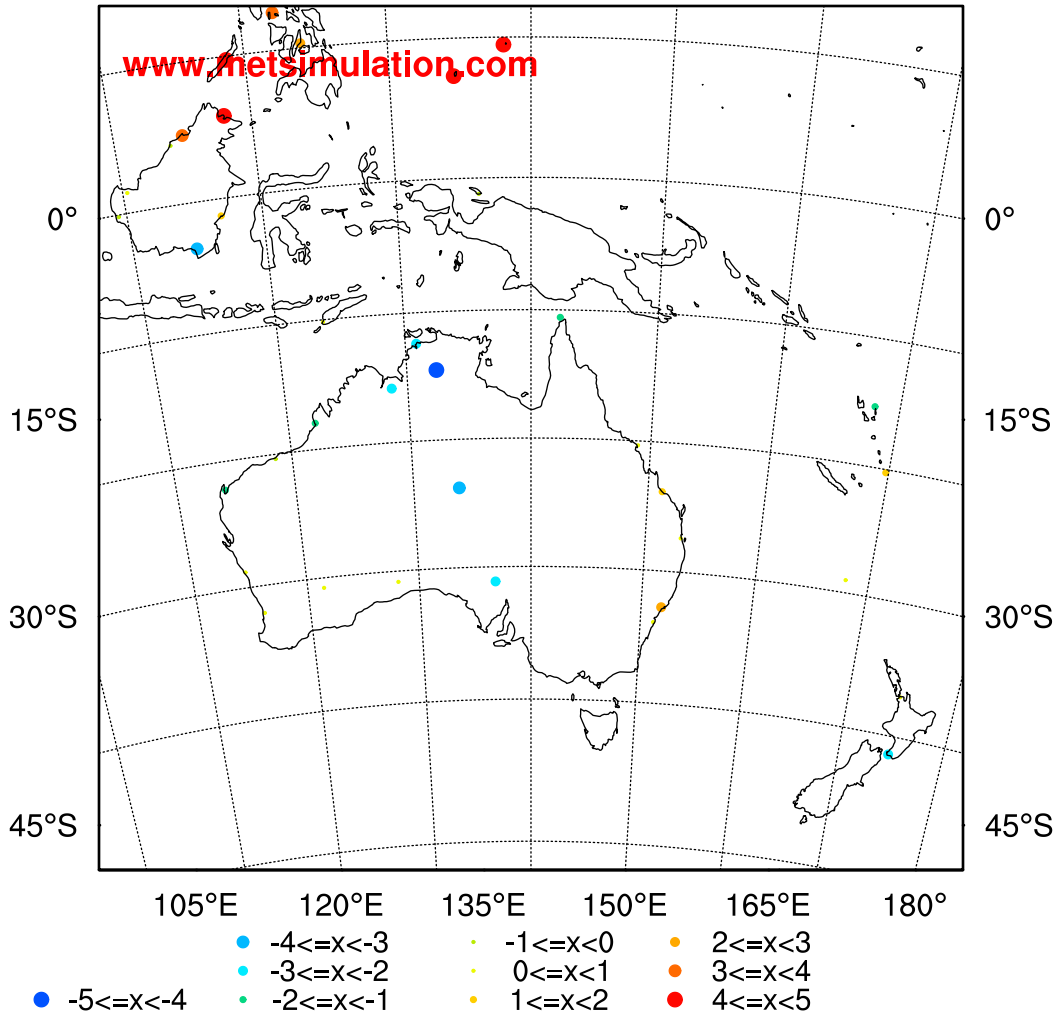 www.metsimulation.com
0° 0°
15°S 15°S
30°S 30°S
45°S 45°S
105°E 120°E 135°E 150°E 165°E 180°
-4<=x<-3 -1<=x<0 2<=x<3
-3<=x<-2 0<=x<1 3<=x<4
-5<=x<-4 -2<=x<-1 1<=x<2 4<=x<5